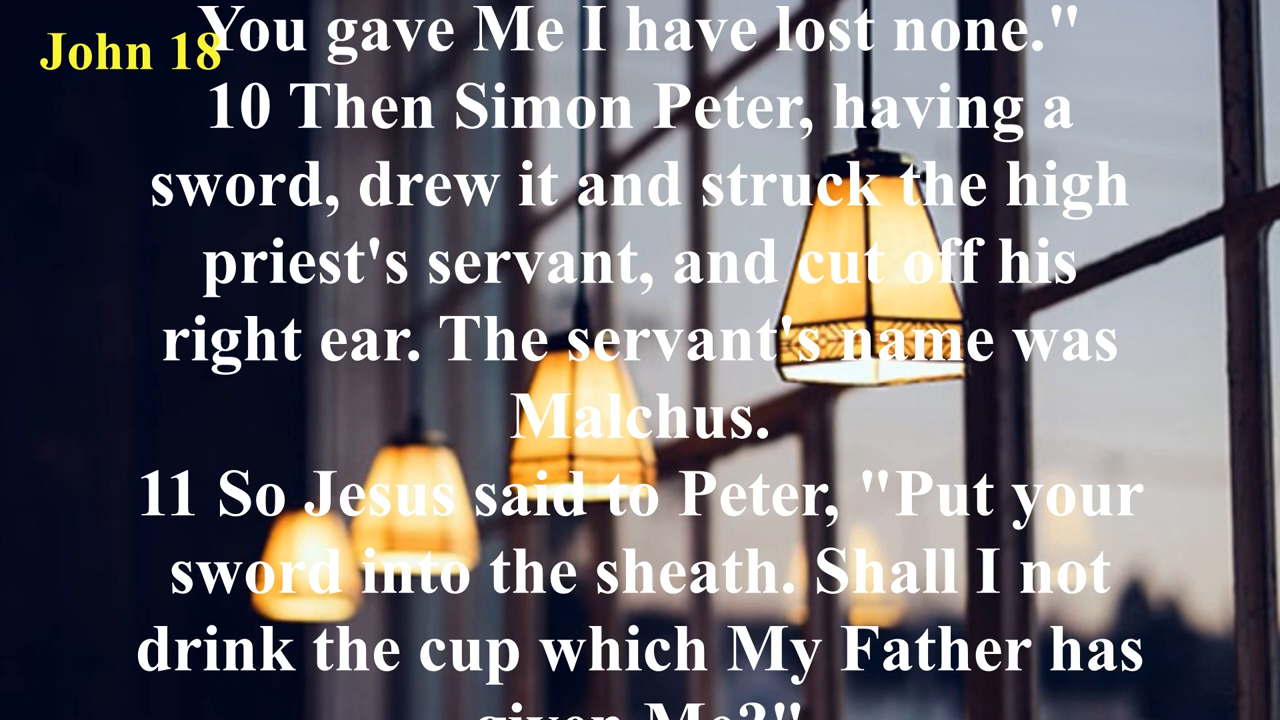 John 18
You gave Me I have lost none."
10 Then Simon Peter, having a
sword, drew it and struck the high
priest's servant, and cut off his
right ear. The servant's name was
Malchus.
11 So Jesus said to Peter, "Put your
sword into the sheath. Shall I not
drink the cup which My Father has
given Me?"